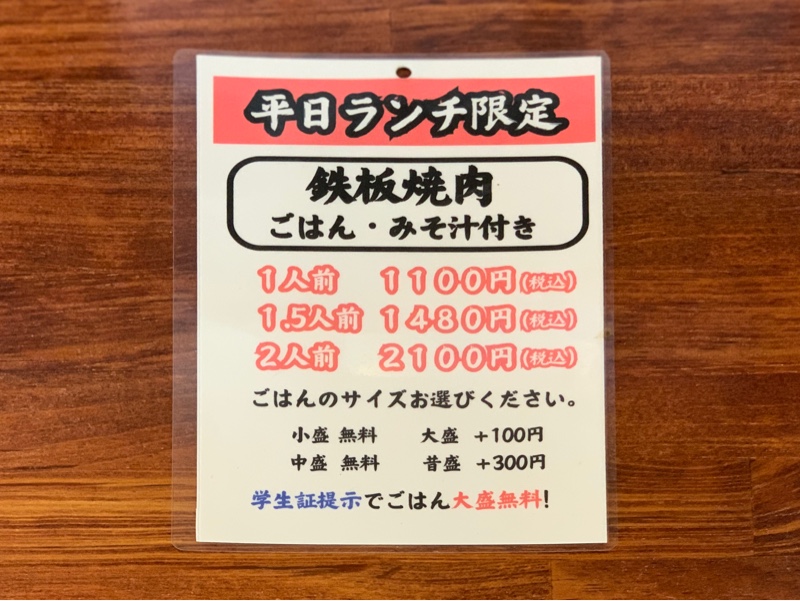 平日ランチ限定
鉄板焼肉
ごはん・みそ汁付き
1人前 1100円(税込)
1.5人前 1480円(税込)
2人前 2100円(税込)
ごはんのサイズお選びください。
小盛 無料 大盛 +100円
中盛 無料 昔盛 +300円
学生証提示でごはん大盛無料!